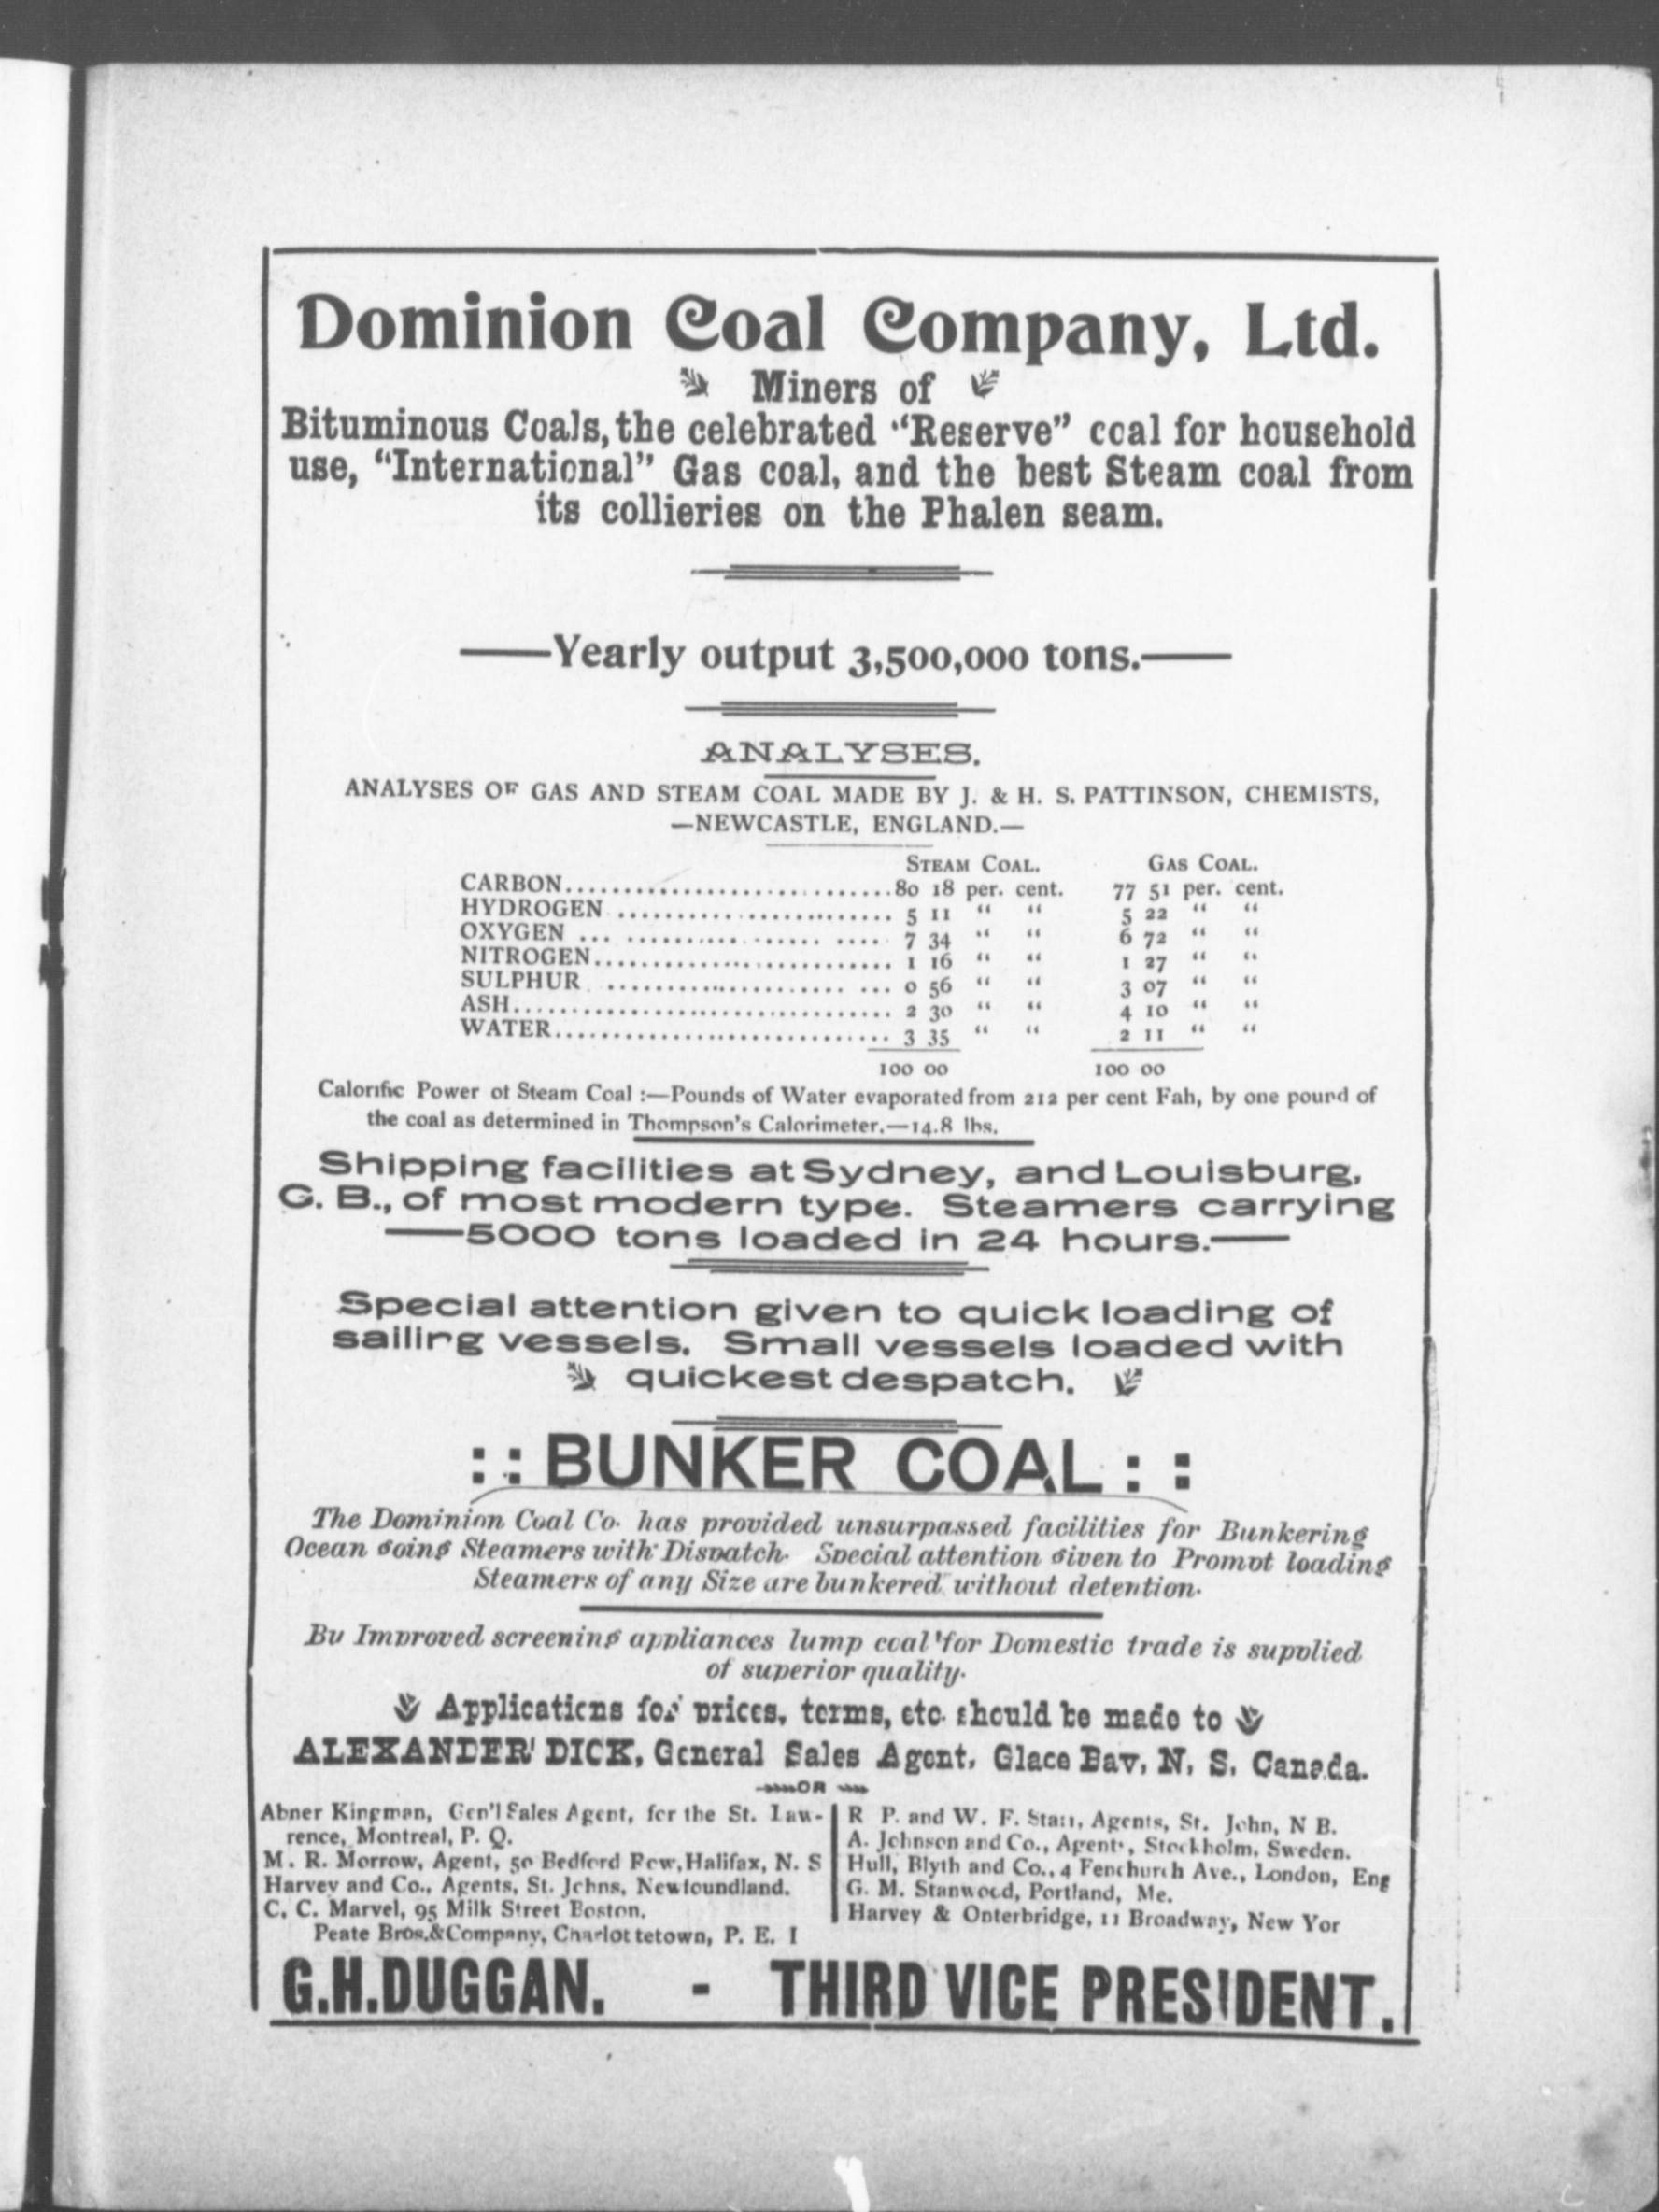 Dominion Coal Company, Ltd.
Miners of
Bituminous Coals, the celebrated "Reserve" coal for household
use, "International" Gas coal, and the best Steam coal from
its collieries on the Phalen seam.
—Yearly output 3,500,000 tons.—
ANALYSES.
ANALYSES OF GAS AND STEAM COAL MADE BY J. & H. S. PATTINSON, CHEMISTS,
—NEWCASTLE, ENGLAND.—
STEAM COAL. GAS COAL.
CARBON............................80 18 per. cent. 77 51 per. cent.
HYDROGEN ........................ 5 11 " " 5 22 " "
OXYGEN ... ................. .... 7 34 " " 6 72 " "
NITROGEN......................... 1 16 " " 1 27 " "
SULPHUR ...................... ... 0 56 " " 3 07 " "
ASH................................ 2 30 " " 4 10 " "
WATER............................. 3 35 " " 2 11 " "
100 00 100 00
Calorific Power of Steam Coal :—Pounds of Water evaporated from 212 per cent Fah, by one pound of
the coal as determined in Thompson's Calorimeter,—14.8 lbs.
Shipping facilities at Sydney, and Louisburg,
C. B., of most modern type. Steamers carrying
—5000 tons loaded in 24 hours.—
Special attention given to quick loading of
sailing vessels. Small vessels loaded with
quickest despatch.
: : BUNKER COAL : :
The Dominion Coal Co. has provided unsurpassed facilities for Bunkering
Ocean going Steamers with Dispatch. Special attention given to Prompt loading
Steamers of any Size are bunkered without detention.
By Improved screening appliances lump coal for Domestic trade is supplied
of superior quality.
Applications for prices, terms, etc. should be made to
ALEXANDER DICK, General Sales Agent, Glace Bay, N. S. Canada.
OR
Abner Kingman, Gen'l Sales Agent, for the St. Law-
rence, Montreal, P. Q.
M. R. Morrow, Agent, 50 Bedford Row, Halifax, N. S
Harvey and Co., Agents, St. Johns, Newfoundland.
C. C. Marvel, 95 Milk Street Boston.
Peate Bros.&Company, Charlottetown, P. E. I
R P. and W. F. Starr, Agents, St. John, N B.
A. Johnson and Co., Agents, Stockholm, Sweden.
Hull, Blyth and Co., 4 Fenchurch Ave., London, Eng
G. M. Stanwood, Portland, Me.
Harvey & Onterbridge, 11 Broadway, New Yor
G.H.DUGGAN. - THIRD VICE PRESIDENT.